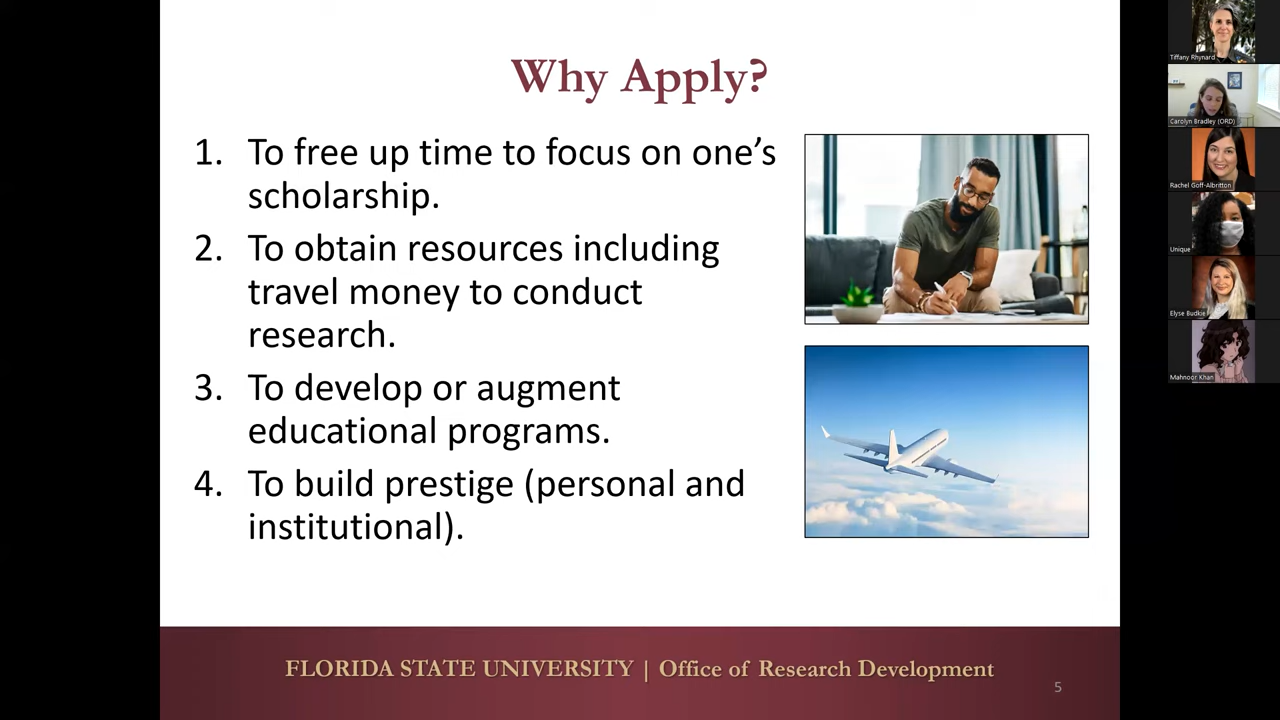 Why Apply?
1. To free up time to focus on one's
scholarship.
2. To obtain resources including
travel money to conduct
research.
3. To develop or augment
educational programs.
4. To build prestige (personal and
institutional).
FLORIDA STATE UNIVERSITY | Office of Research Development
5
Tiffany Rhynard
Carolyn Bradley (ORD)
Rachel Goff-Albritton
Unique
Elyse Budkie
Mahnoor Khan